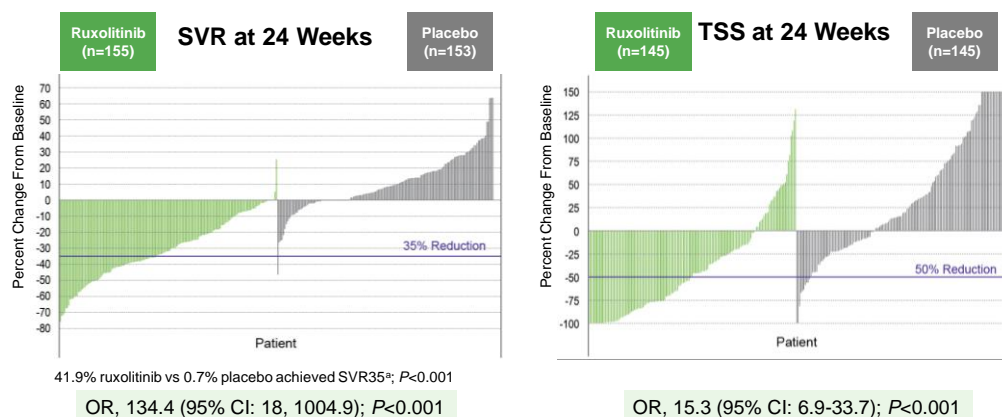 Ruxolitinib
(n=155)
SVR at 24 Weeks
Placebo
(n=153)
Percent Change From Baseline
70
60
50
40
30
20
10
0
-10
-20
-30
-40
-50
-60
-70
-80
35% Reduction
Patient
41.9% ruxolitinib vs 0.7% placebo achieved SVR35ª; P<0.001
OR, 134.4 (95% CI: 18, 1004.9); P<0.001
Ruxolitinib
(n=145)
TSS at 24 Weeks
Placebo
(n=145)
Percent Change From Baseline
150
125
100
75
50
25
0
-25
-50
-75
-100
50% Reduction
Patient
OR, 15.3 (95% CI: 6.9-33.7); P<0.001